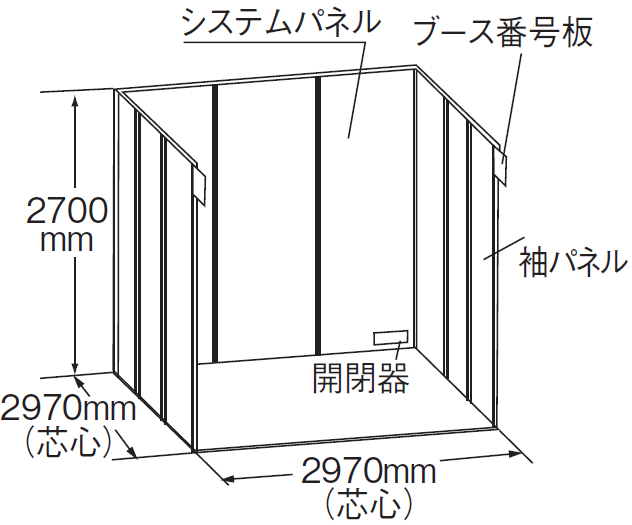 システムパネル
ブース番号板
2700
mm
袖パネル
開閉器
2970mm
（芯心）
2970mm
（芯心）